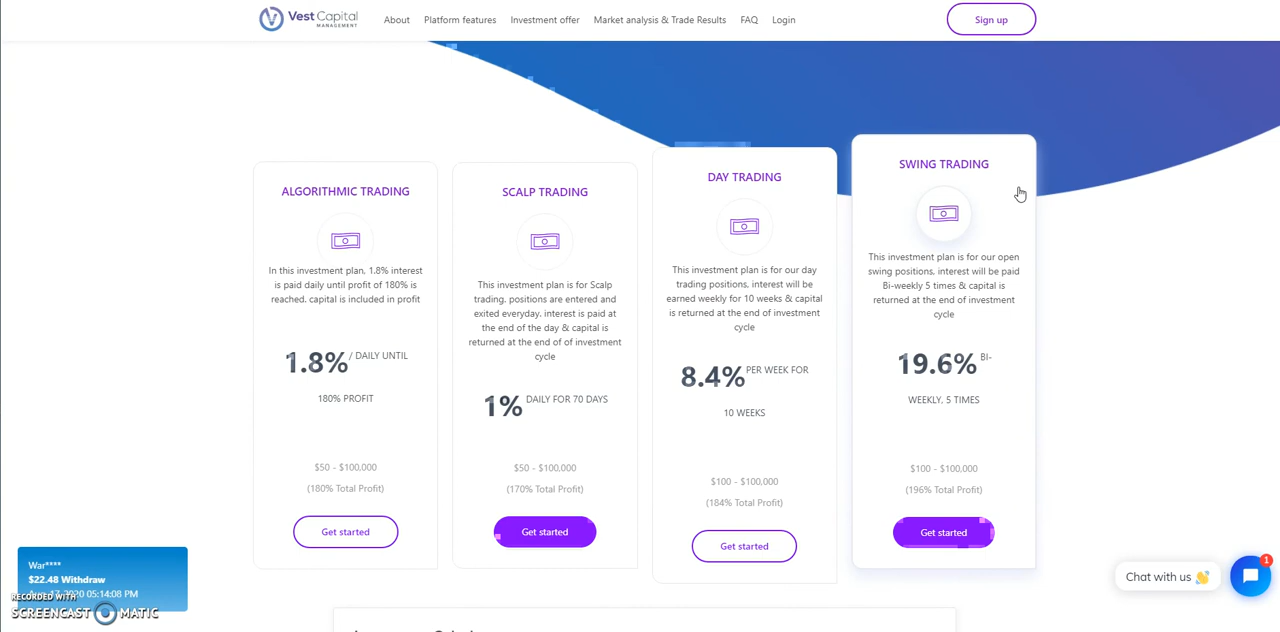 Vest Capital
MANAGEMENT
About
Platform features
Investment offer
Market analysis & Trade Results
FAQ
Login
Sign up
ALGORITHMIC TRADING
In this investment plan, 1.8% interest
is paid daily until profit of 180% is
reached. capital is included in profit
1.8% / DAILY UNTIL
180% PROFIT
$50 - $100,000
(180% Total Profit)
Get started
SCALP TRADING
This investment plan is for Scalp
trading. positions are entered and
exited everyday. interest is paid at
the end of the day & capital is
returned at the end of of investment
cycle
1% DAILY FOR 70 DAYS
$50 - $100,000
(170% Total Profit)
Get started
DAY TRADING
This investment plan is for our day
trading positions, interest will be
earned weekly for 10 weeks & capital
is returned at the end of investment
cycle
8.4% PER WEEK FOR
10 WEEKS
$100 - $100,000
(184% Total Profit)
Get started
SWING TRADING
This investment plan is for our open
swing positions, interest will be paid
Bi-weekly 5 times & capital is
returned at the end of investment
cycle
19.6% BI-
WEEKLY, 5 TIMES
$100 - $100,000
(196% Total Profit)
Get started
War****
$22.48 Withdraw
2020 05:14:08 PM
RECORDED WITH
SCREENCAST MATIC
Chat with us 👋
1